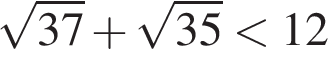 √37 + √35 < 12